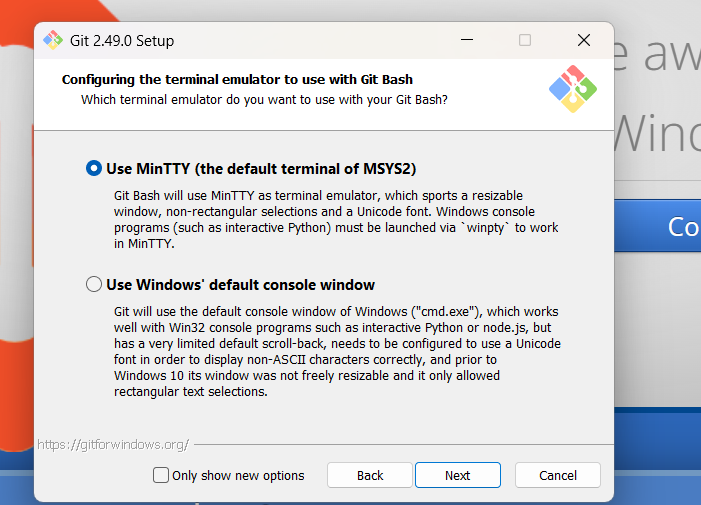 Git 2.49.0 Setup
Configuring the terminal emulator to use with Git Bash
Which terminal emulator do you want to use with your Git Bash?
e aw
Wind
Co
Use MinTTY (the default terminal of MSYS2)
Git Bash will use MinTTY as terminal emulator, which sports a resizable
window, non-rectangular selections and a Unicode font. Windows console
programs (such as interactive Python) must be launched via `winpty` to work
in MinTTY.
Use Windows' default console window
Git will use the default console window of Windows ("cmd.exe"), which works
well with Win32 console programs such as interactive Python or node.js, but
has a very limited default scroll-back, needs to be configured to use a Unicode
font in order to display non-ASCII characters correctly, and prior to
Windows 10 its window was not freely resizable and it only allowed
rectangular text selections.
https://gitforwindows.org/
Only show new options
Back
Next
Cancel